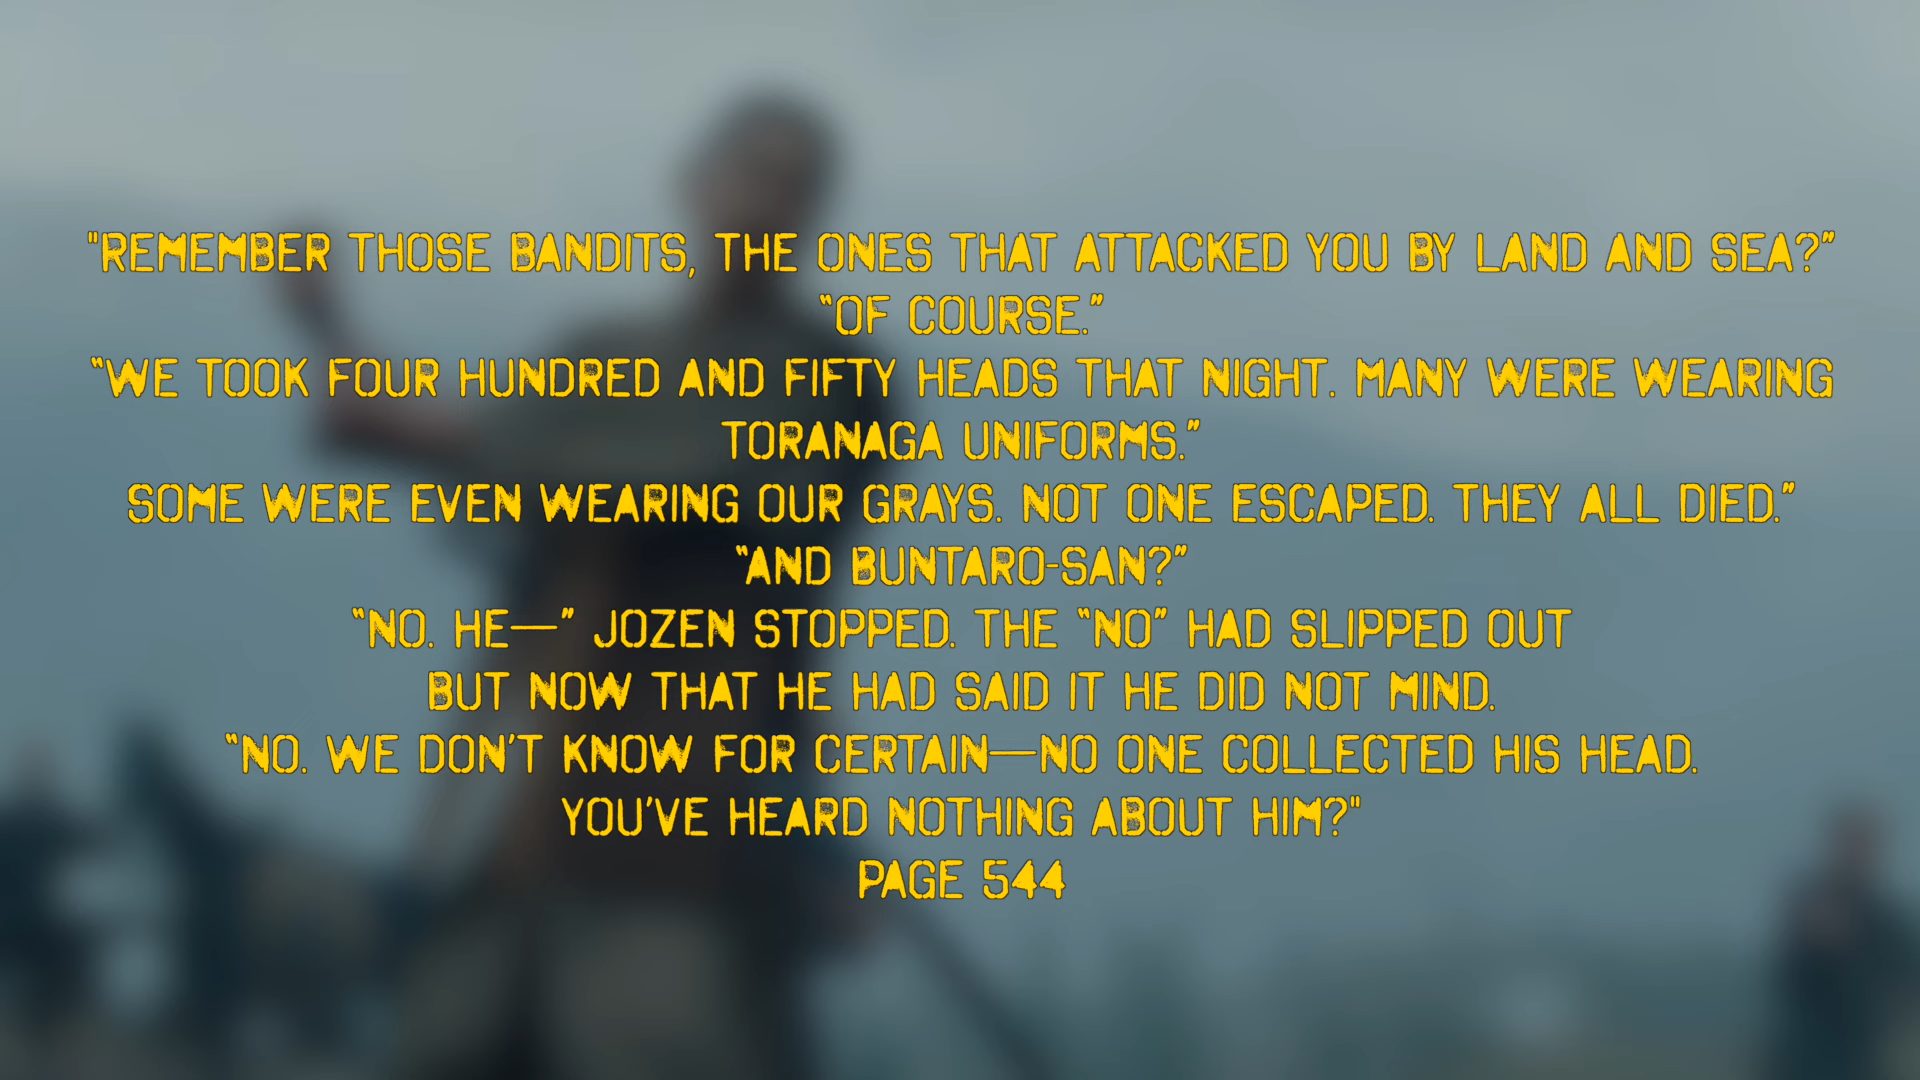 "REMEMBER THOSE BANDITS, THE ONES THAT ATTACKED YOU BY LAND AND SEA?"
"OF COURSE."
"WE TOOK FOUR HUNDRED AND FIFTY HEADS THAT NIGHT. MANY WERE WEARING
TORANAGA UNIFORMS."
SOME WERE EVEN WEARING OUR GRAYS. NOT ONE ESCAPED. THEY ALL DIED."
"AND BUNTARO-SAN?"
"NO. HE—" JOZEN STOPPED. THE "NO" HAD SLIPPED OUT
BUT NOW THAT HE HAD SAID IT HE DID NOT MIND.
"NO. WE DON'T KNOW FOR CERTAIN—NO ONE COLLECTED HIS HEAD.
YOU'VE HEARD NOTHING ABOUT HIM?"
PAGE 544